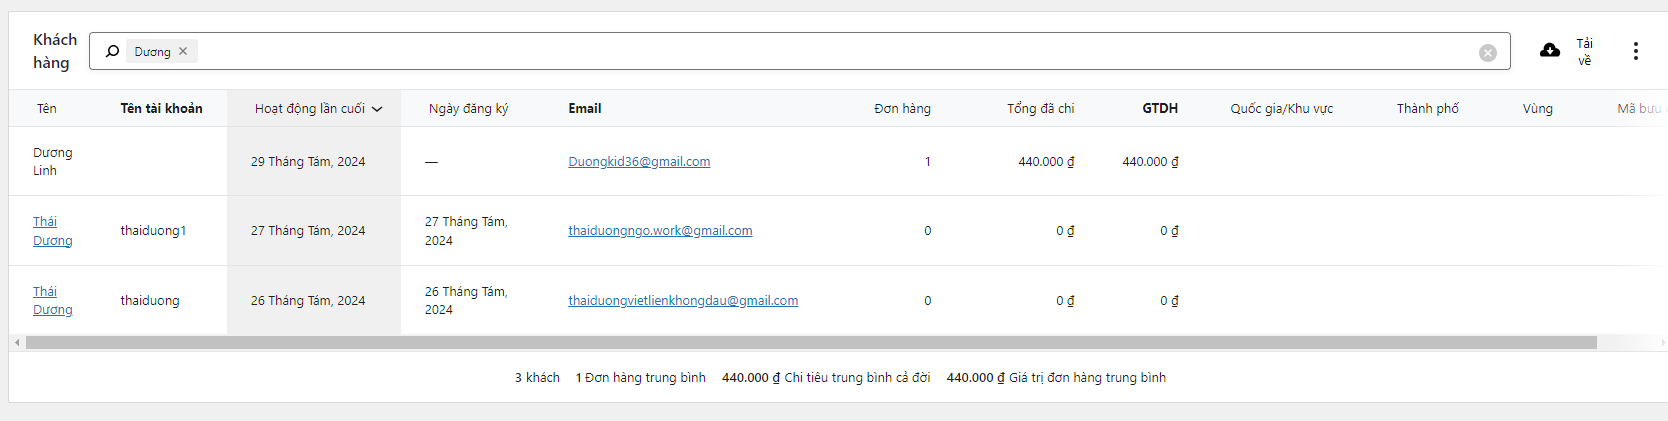 Khách hàng
Dương ✕
Tải về
Tên Tên tài khoản Hoạt động lần cuối Ngày đăng ký Email Đơn hàng Tổng đã chi GTDH Quốc gia/Khu vực Thành phố Vùng Mã bưu
Dương Linh 29 Tháng Tám, 2024 — Duongkid36@gmail.com 1 440.000 ₫ 440.000 ₫
Thái Dương thaiduong1 27 Tháng Tám, 2024 27 Tháng Tám, 2024 thaiduongngo.work@gmail.com 0 0 ₫ 0 ₫
Thái Dương thaiduong 26 Tháng Tám, 2024 26 Tháng Tám, 2024 thaiduongvietlienkhongdau@gmail.com 0 0 ₫ 0 ₫
3 khách 1 Đơn hàng trung bình 440.000 ₫ Chi tiêu trung bình cả đời 440.000 ₫ Giá trị đơn hàng trung bình